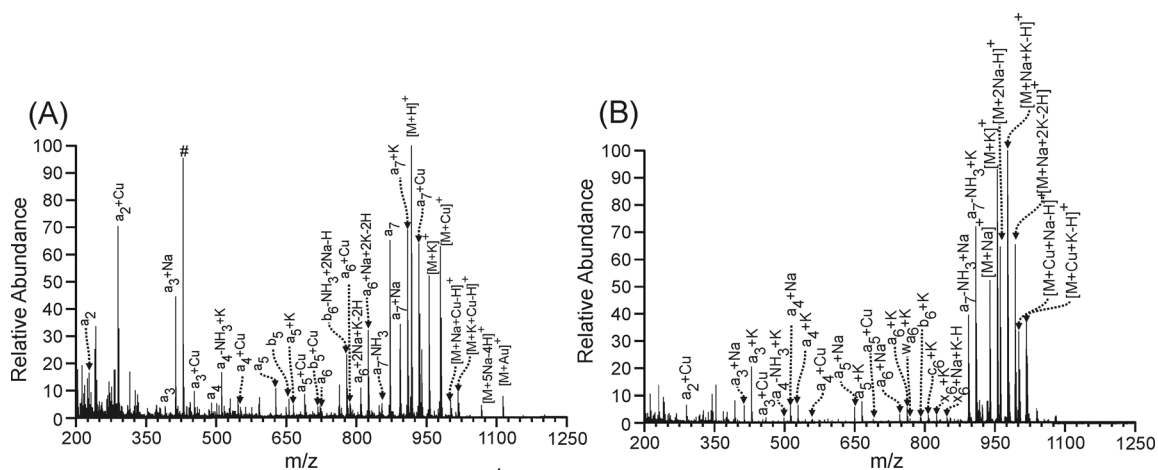 (A)
Relative Abundance
100
90
80
70
60
50
40
30
20
10
0
200
350
500
650
800
950
1100
1250
m/z
a2
a2+Cu
a3
a3+Na
#
a3+Cu
a4
a4-NH3+K
a4+Cu
a5
b5
a5+K
a5+Cu
b5+Cu
a6
b6-NH3+2Na-H
a6+Cu
a6+2Na+K-2H
a6+Na+2K-2H
a7-NH3
a7
a7+Na
a7+K
[M+H]+
a7+Cu
[M+K]+
[M+Cu]+
[M+Na+Cu-H]+
[M+K+Cu-H]+
[M+5Na-4H]+
[M+Au]+
(B)
Relative Abundance
100
90
80
70
60
50
40
30
20
10
0
200
350
500
650
800
950
1100
1250
m/z
a2+Cu
a3+Na
a3+K
a3+Cu
a4-NH3+K
a4
a4+Na
a4+K
a4+Cu
a5+Na
a5+K
a5+Cu
a6+Na
a6+K
w6+K
a6
b6+K
c6+K
x6+K
x6+Na+K-H
a7-NH3+Na
a7-NH3+K
[M+Na]+
[M+K]+
[M+2Na-H]+
[M+Na+K-H]+
[M+Na+2K-2H]+
[M+Cu+Na-H]+
[M+Cu+K-H]+